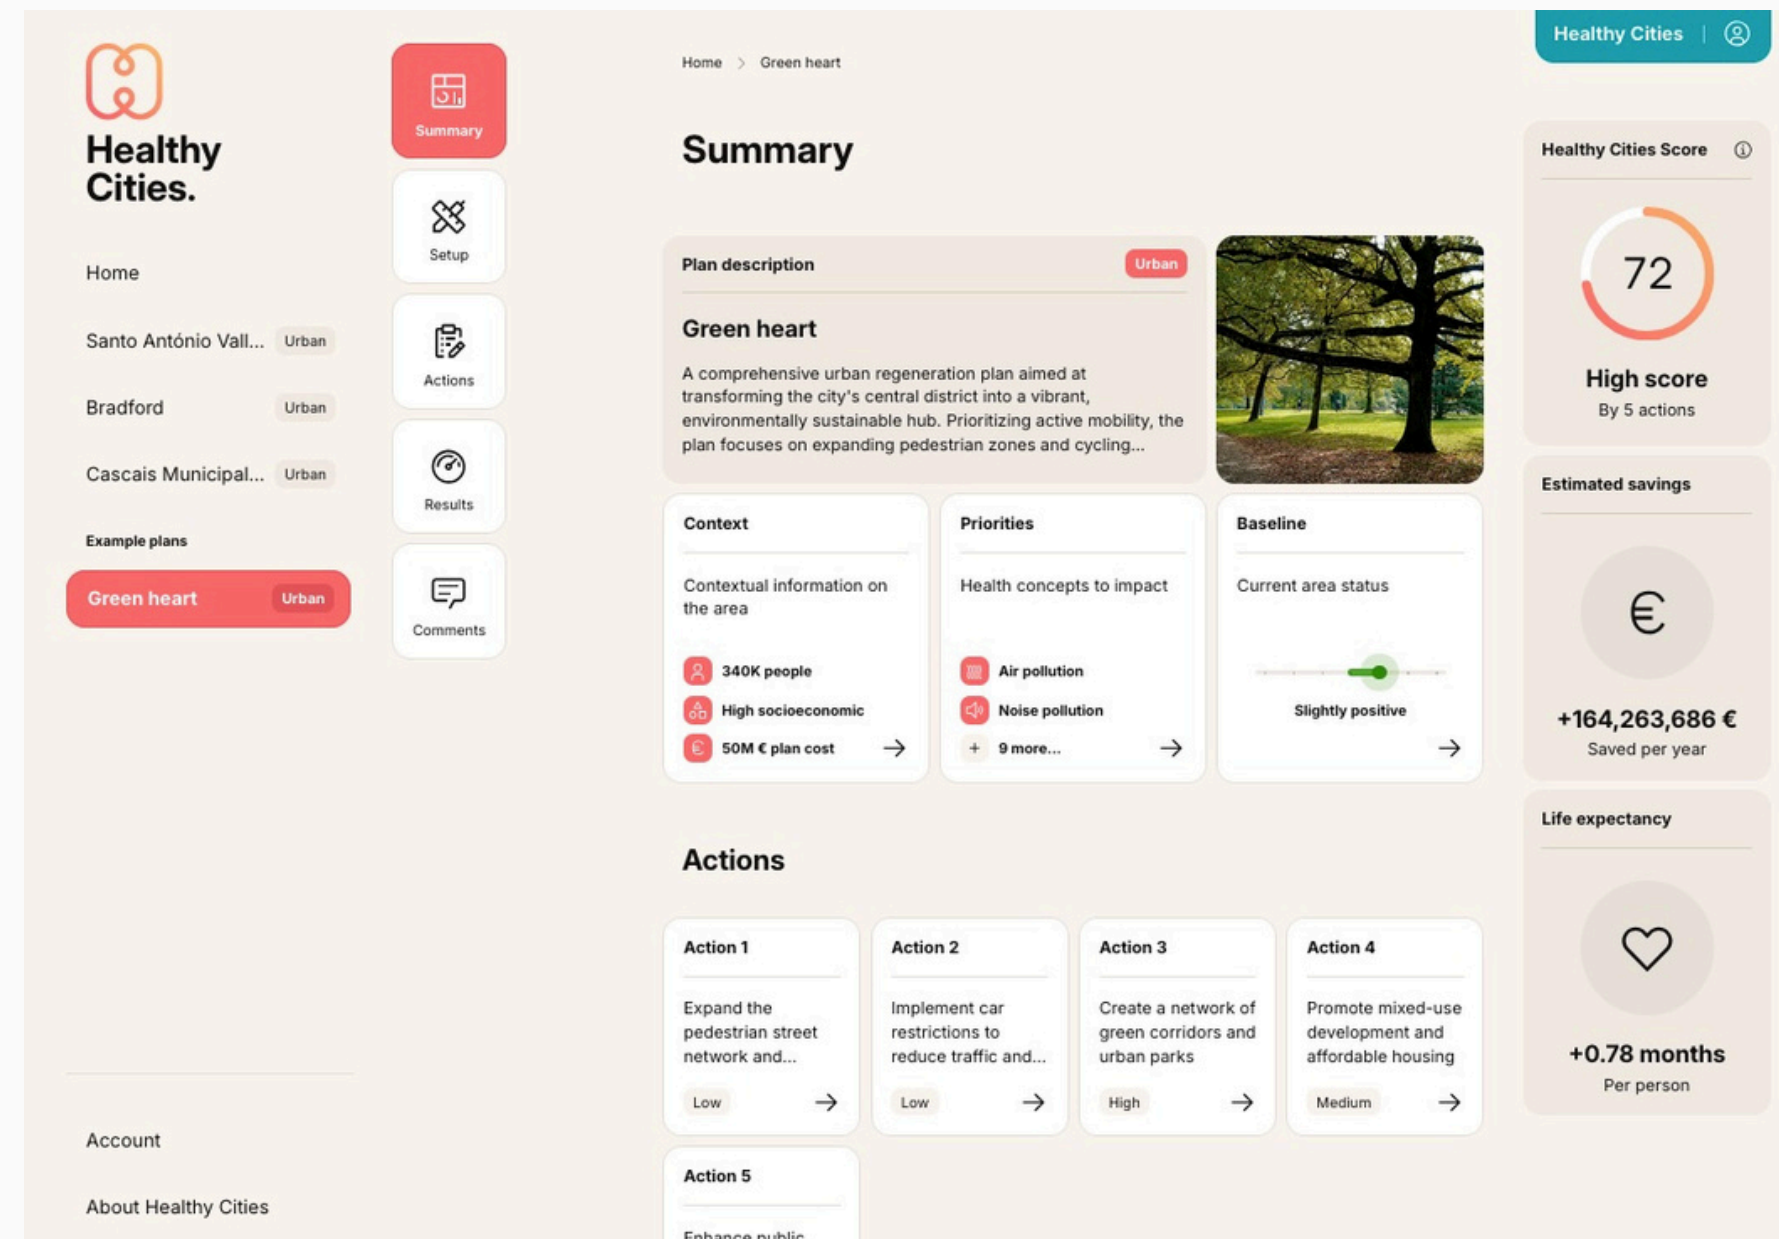 Healthy
Cities.
Home
Santo António Vall... Urban
Bradford Urban
Cascais Municipal... Urban
Example plans
Green heart Urban
Account
About Healthy Cities
Summary
Setup
Actions
Results
Comments
Home > Green heart
Healthy Cities
Summary
Plan description Urban
Green heart
A comprehensive urban regeneration plan aimed at
transforming the city's central district into a vibrant,
environmentally sustainable hub. Prioritizing active mobility, the
plan focuses on expanding pedestrian zones and cycling...
Context
Contextual information on
the area
340K people
High socioeconomic
50M € plan cost
Priorities
Health concepts to impact
Air pollution
Noise pollution
+ 9 more...
Baseline
Current area status
Slightly positive
Actions
Action 1
Expand the
pedestrian street
network and...
Low
Action 2
Implement car
restrictions to
reduce traffic and...
Low
Action 3
Create a network of
green corridors and
urban parks
High
Action 4
Promote mixed-use
development and
affordable housing
Medium
Action 5
Enhance public
Healthy Cities Score
72
High score
By 5 actions
Estimated savings
€
+164,263,686 €
Saved per year
Life expectancy
+0.78 months
Per person